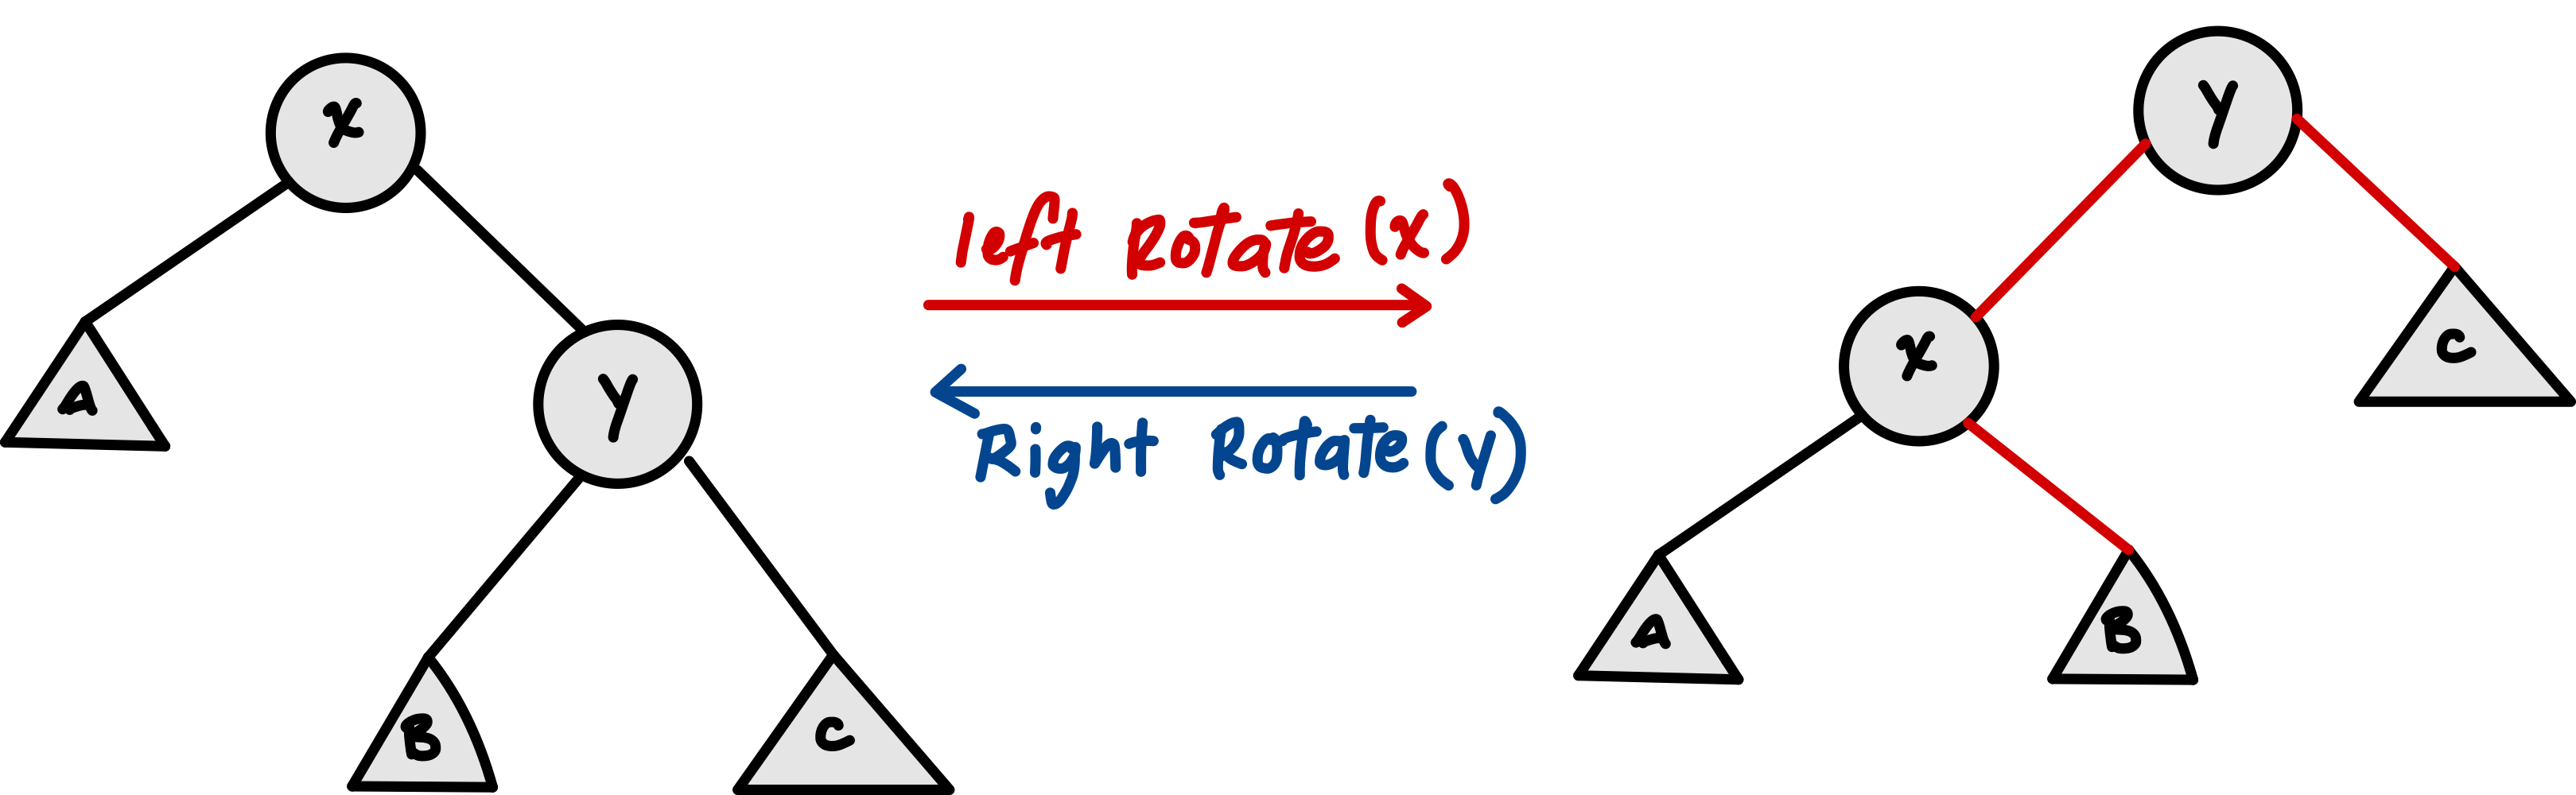 x
A
y
B
C
left Rotate (x)
Right Rotate (y)
y
x
C
A
B